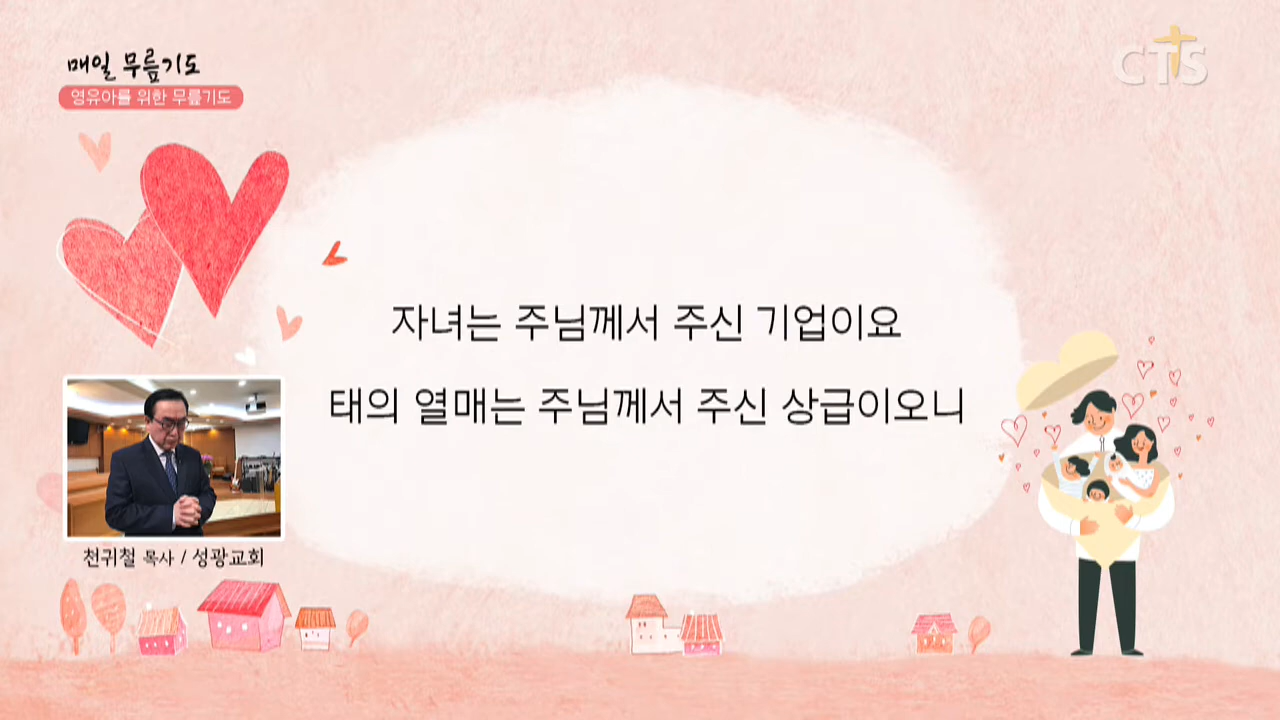 매일 무릎기도
영유아를 위한 무릎기도
CTS
자녀는 주님께서 주신 기업이요
태의 열매는 주님께서 주신 상급이오니
천귀철 목사 / 성광교회